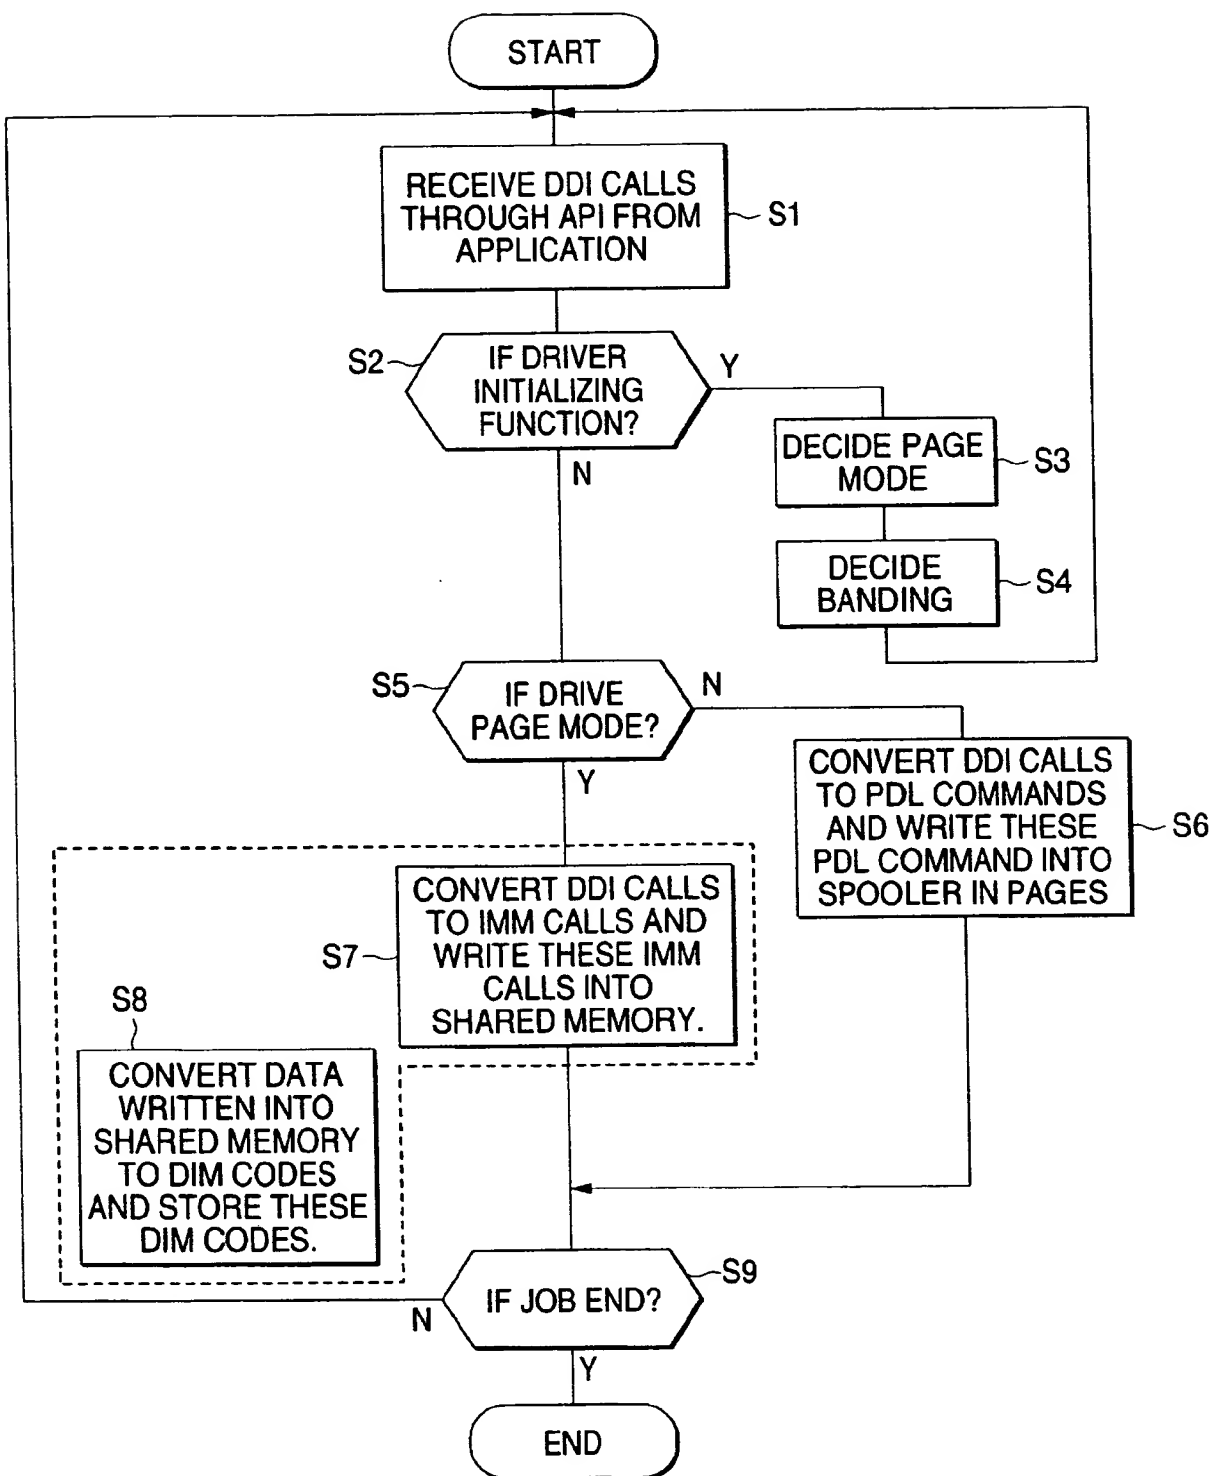 START
RECEIVE DDI CALLS
THROUGH API FROM
APPLICATION
S1
S2
IF DRIVER
INITIALIZING
FUNCTION?
Y
N
DECIDE PAGE
MODE
S3
DECIDE
BANDING
S4
S5
IF DRIVE
PAGE MODE?
N
Y
CONVERT DDI CALLS
TO PDL COMMANDS
AND WRITE THESE
PDL COMMAND INTO
SPOOLER IN PAGES
S6
CONVERT DDI CALLS
TO IMM CALLS AND
WRITE THESE IMM
CALLS INTO
SHARED MEMORY.
S7
S8
CONVERT DATA
WRITTEN INTO
SHARED MEMORY
TO DIM CODES
AND STORE THESE
DIM CODES.
IF JOB END?
S9
N
Y
END